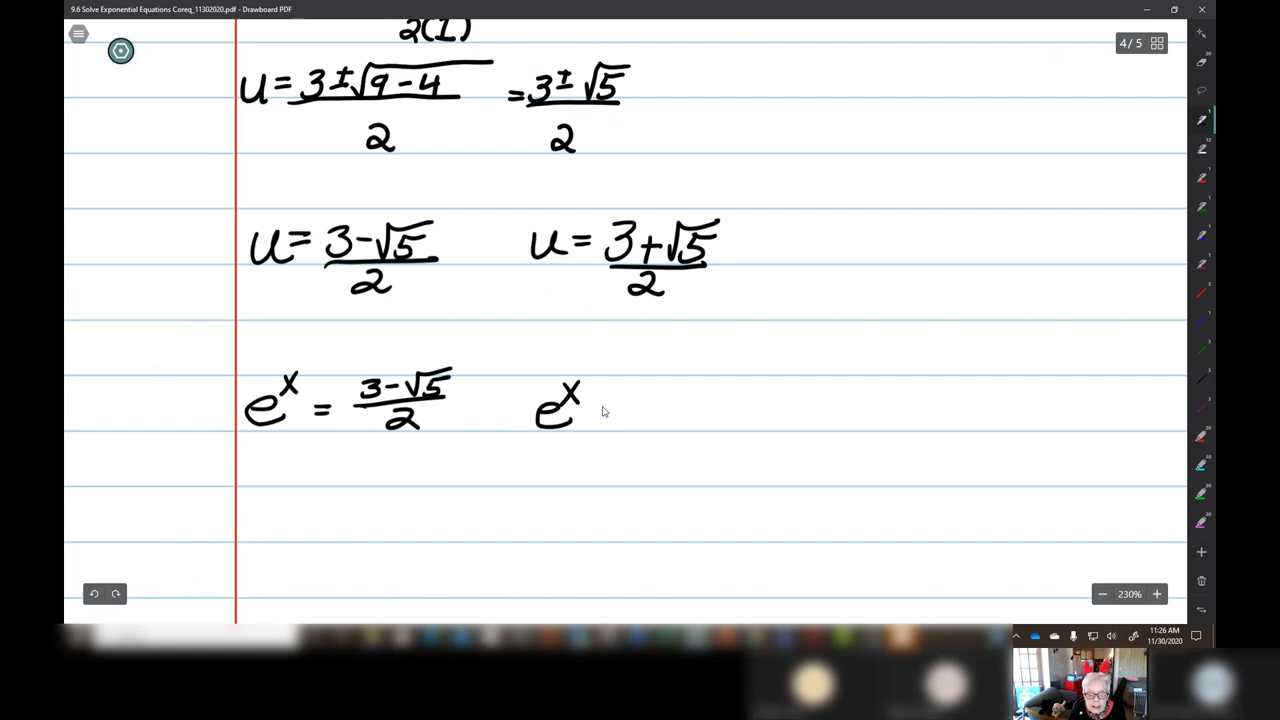 9.6 Solve Exponential Equations Coreq_11302020.pdf - Drawboard PDF
4/5
2(1)
u = 3 ± √9 - 4 / 2 = 3 ± √5 / 2
u = 3 - √5 / 2 u = 3 + √5 / 2
e^x = 3 - √5 / 2 e^x
230%
11:26 AM
11/30/2020